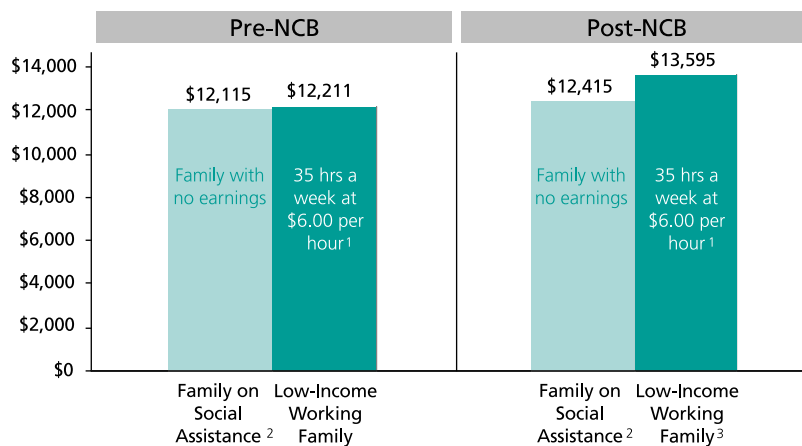 Pre-NCB
Post-NCB
$14,000
$12,000
$10,000
$8,000
$6,000
$4,000
$2,000
$0
$12,115
$12,211
Family with
no earnings
35 hrs a
week at
$6.00 per
hour 1
$12,415
$13,595
Family with
no earnings
35 hrs a
week at
$6.00 per
hour 1
Family on
Social
Assistance 2
Low-Income
Working
Family
Family on
Social
Assistance 2
Low-Income
Working
Family 3